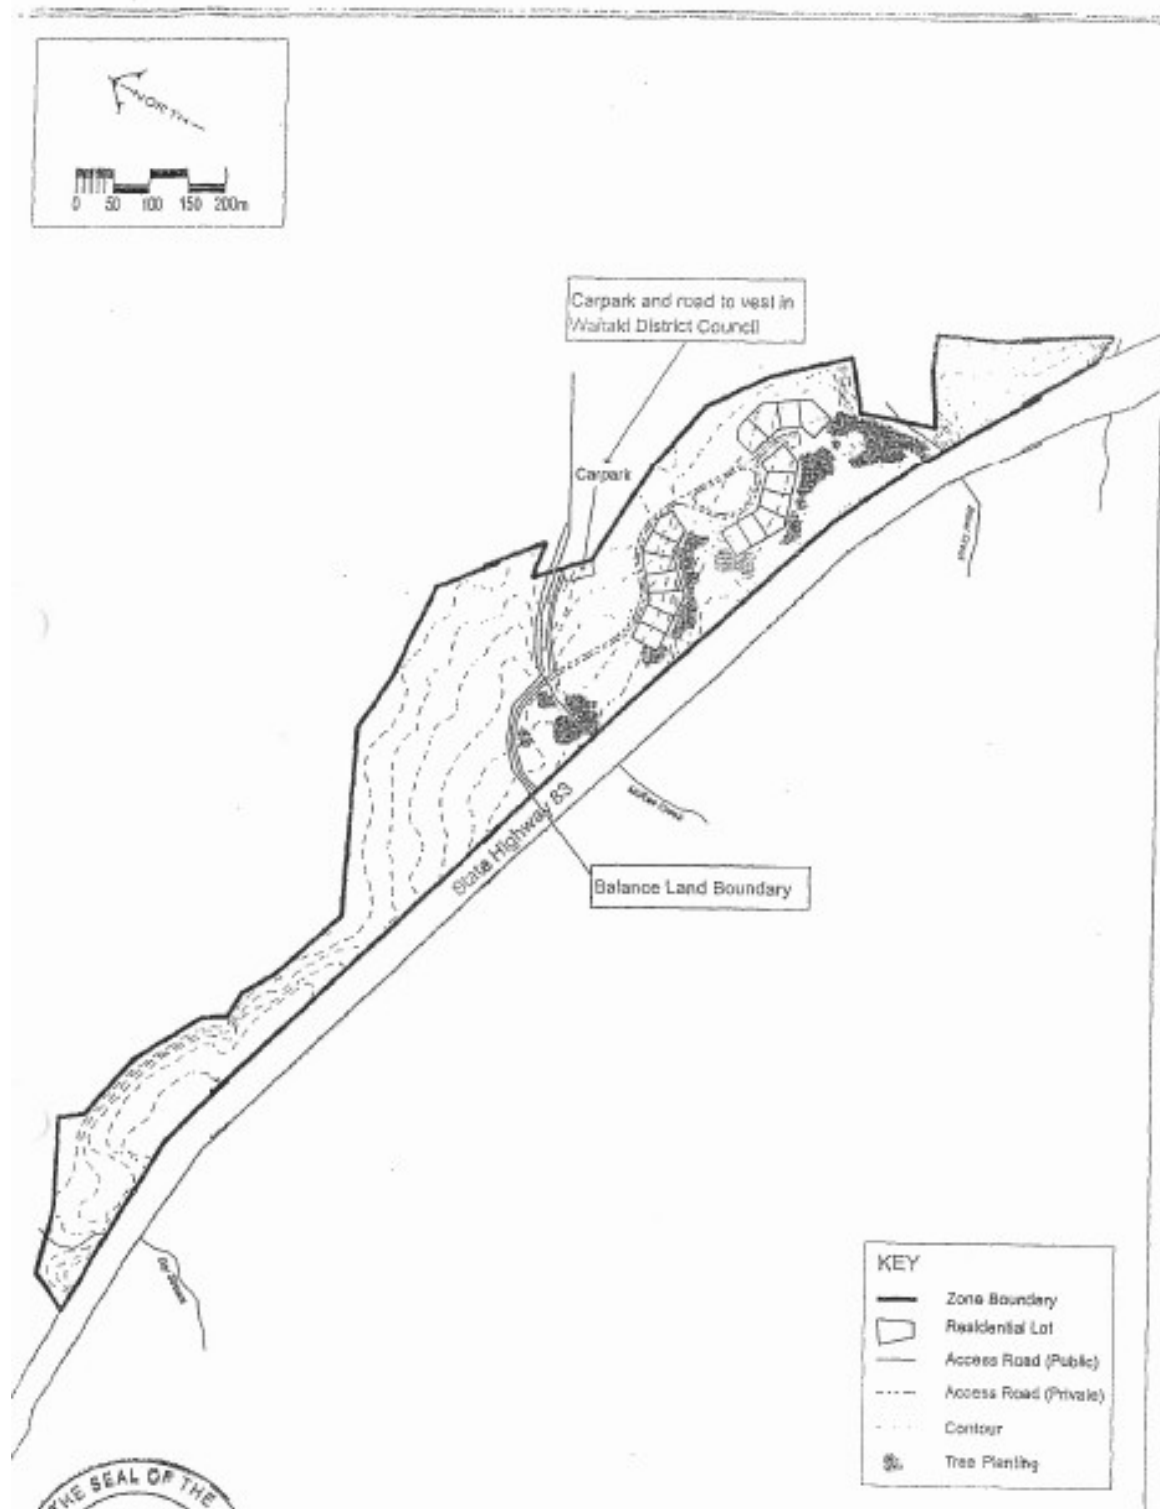 NORTH
0 50 100 150 200m
Carpark and road to vest in
Waitaki District Council
Carpark
State Highway 83
Balance Land Boundary
KEY
Zone Boundary
Residential Lot
Access Road (Public)
Access Road (Private)
Contour
Tree Planting
THE SEAL OF THE